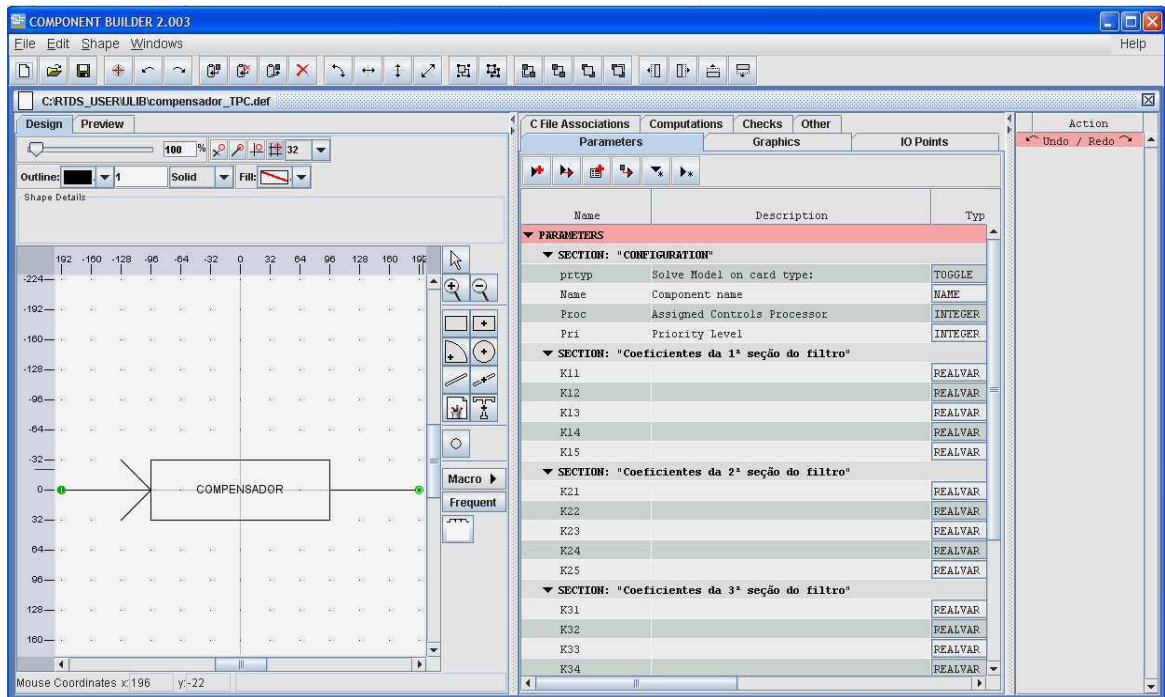 COMPONENT BUILDER 2.003
File Edit Shape Windows Help
C:\RTDS_USER\ULIB\compensador_TPC.def
Design Preview
100 % 32
Outline: 1 Solid Fill:
Shape Details
192 -160 -128 -96 -64 -32 0 32 64 96 128 160 192
-224
-192
-160
-128
-96
-64
-32
0
32
64
96
128
160
COMPENSADOR
Macro
Frequent
Mouse Coordinates x:196 y:-22
C File Associations Computations Checks Other
Parameters Graphics IO Points
Name Description Typ
PARAMETERS
SECTION: "CONFIGURATION"
prtyp Solve Model on card type: TOGGLE
Name Component name NAME
Proc Assigned Controls Processor INTEGER
Pri Priority Level INTEGER
SECTION: "Coeficientes da 1ª seção do filtro"
K11 REALVAR
K12 REALVAR
K13 REALVAR
K14 REALVAR
K15 REALVAR
SECTION: "Coeficientes da 2ª seção do filtro"
K21 REALVAR
K22 REALVAR
K23 REALVAR
K24 REALVAR
K25 REALVAR
SECTION: "Coeficientes da 3ª seção do filtro"
K31 REALVAR
K32 REALVAR
K33 REALVAR
K34 REALVAR
Action
Undo / Redo